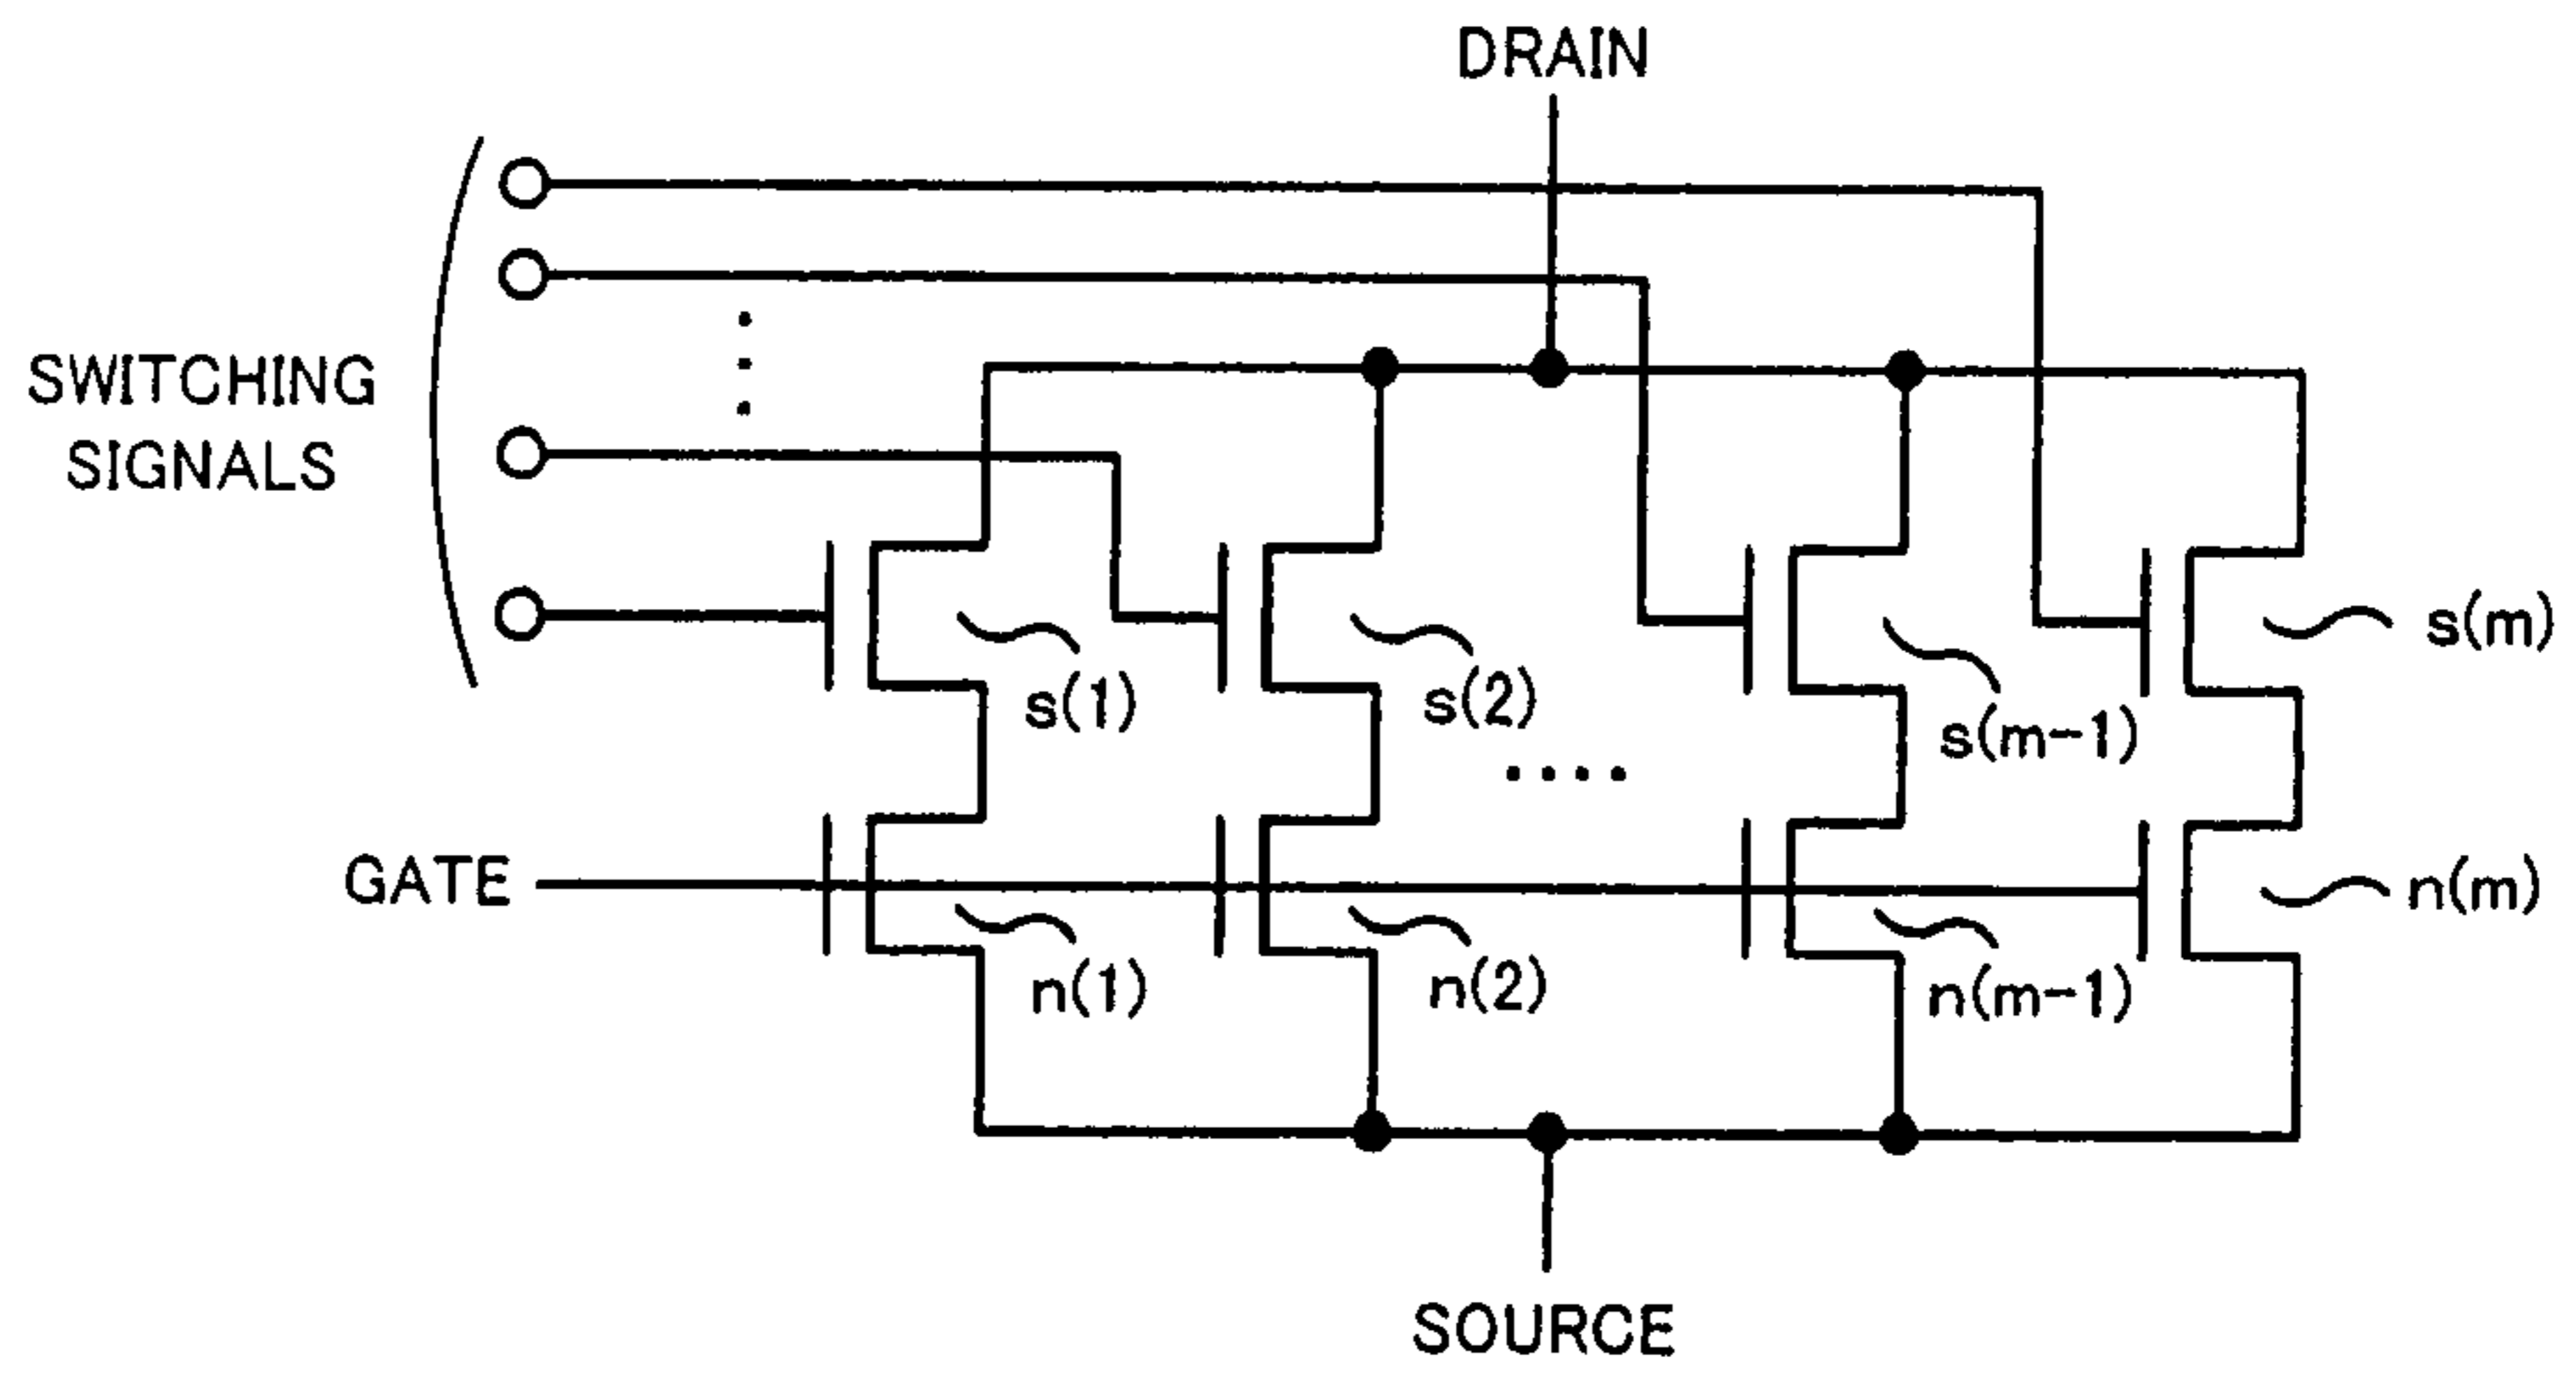 DRAIN
SWITCHING
SIGNALS
s(1)
s(2)
s(m-1)
s(m)
GATE
n(1)
n(2)
n(m-1)
n(m)
SOURCE